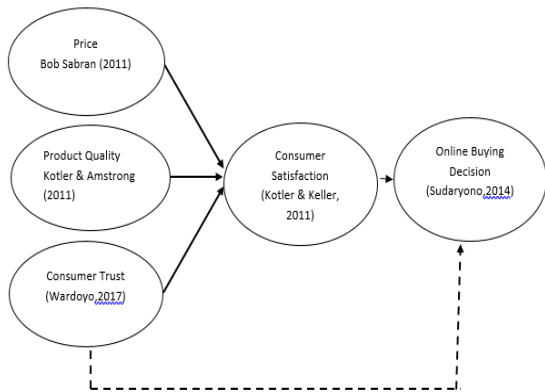 Price
Bob Sabran (2011)
Product Quality
Kotler & Amstrong
(2011)
Consumer Trust
(Wardoyo,2017)
Consumer
Satisfaction
(Kotler & Keller,
2011)
Online Buying
Decision
(Sudaryono,2014)